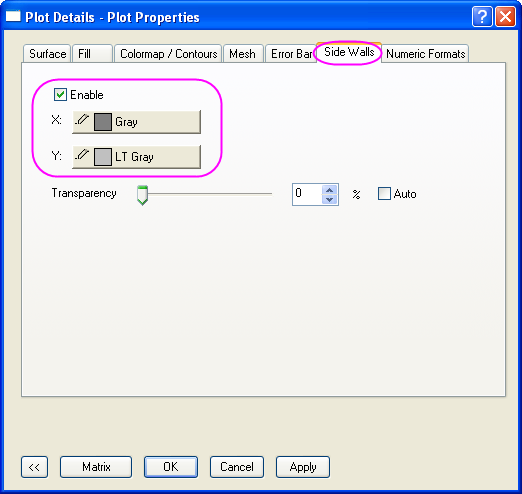 Plot Details - Plot Properties
Surface Fill Colormap / Contours Mesh Error Bar Side Walls Numeric Formats
Enable
X: Gray
Y: LT Gray
Transparency 0 % Auto
<< Matrix OK Cancel Apply